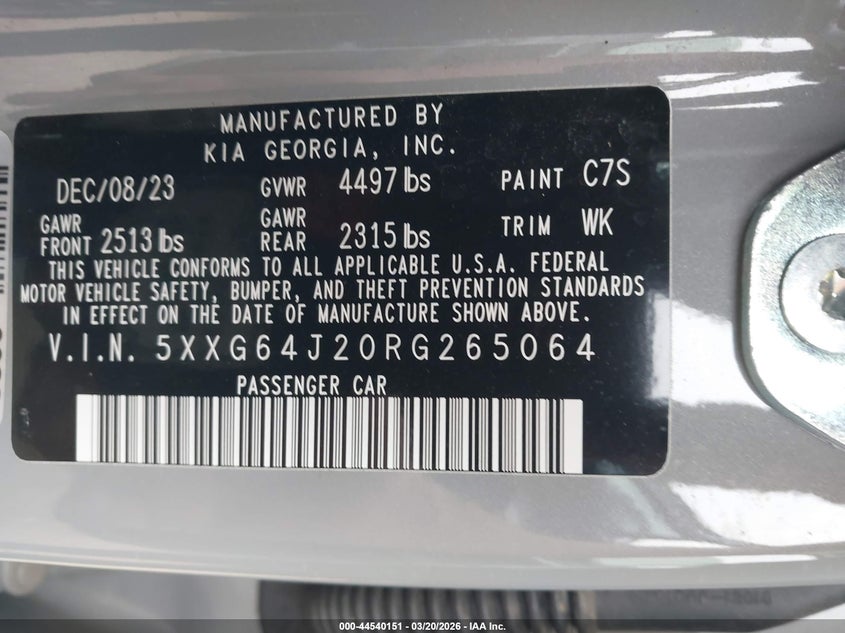 MANUFACTURED BY
KIA GEORGIA, INC.
DEC/08/23 GVWR 4497 lbs PAINT C7S
GAWR FRONT 2513 lbs GAWR REAR 2315 lbs TRIM WK
THIS VEHICLE CONFORMS TO ALL APPLICABLE U.S.A. FEDERAL
MOTOR VEHICLE SAFETY, BUMPER, AND THEFT PREVENTION STANDARDS
IN EFFECT ON THE DATE OF MANUFACTURE SHOWN ABOVE.
V.I.N. 5XXG64J20RG265064
PASSENGER CAR
000-44540151 | 03/20/2026 — IAA Inc.